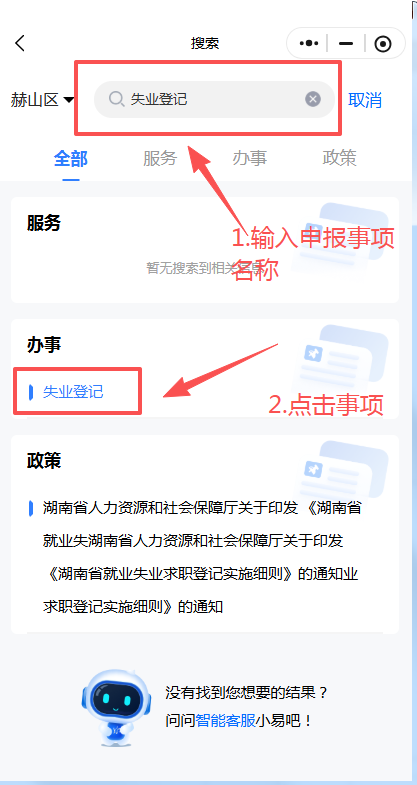 搜索
赫山区
失业登记
取消
全部
服务
办事
政策
服务
1.输入申报事项
名称
暂无搜索到相关信息
办事
失业登记
2.点击事项
政策
湖南省人力资源和社会保障厅关于印发 《湖南省
就业失湖南省人力资源和社会保障厅关于印发
《湖南省就业失业求职登记实施细则》的通知业
求职登记实施细则》的通知
没有找到您想要的结果？
问问智能客服小易吧！